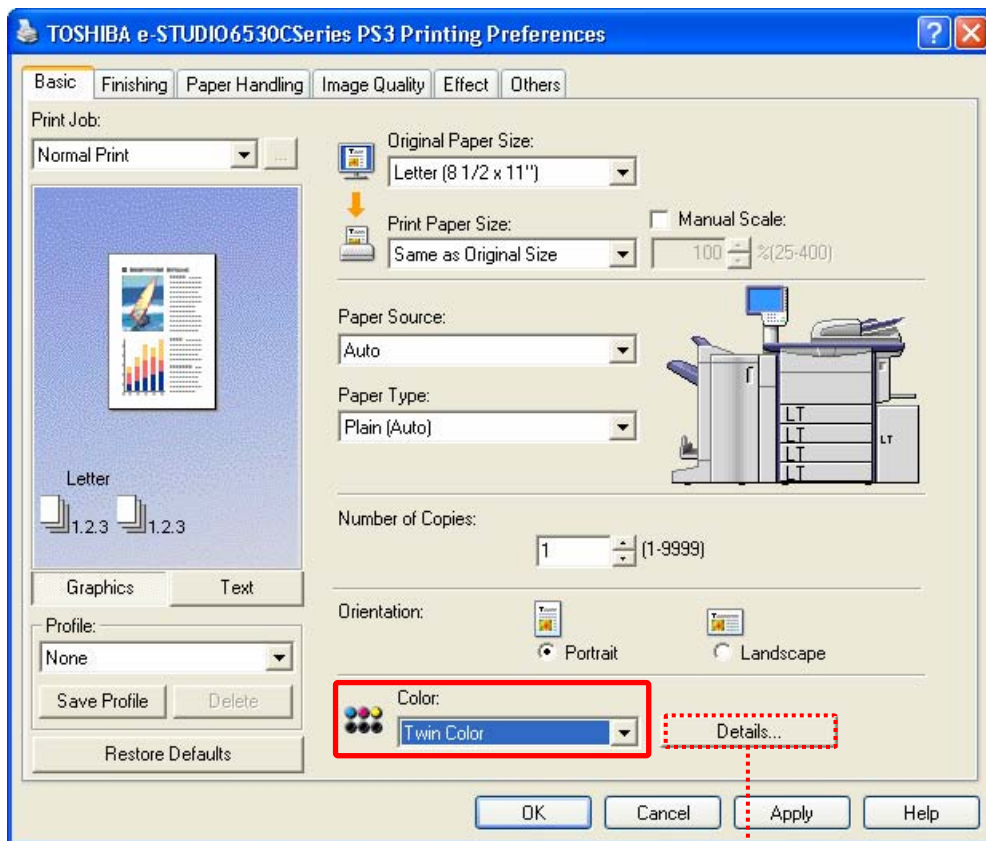 TOSHIBA e-STUDIO6530CSeries PS3 Printing Preferences
Basic Finishing Paper Handling Image Quality Effect Others
Print Job:
Normal Print ...
Letter
1.2.3 1.2.3
Graphics Text
Profile:
None
Save Profile Delete
Restore Defaults
Original Paper Size:
Letter (8 1/2 x 11")
Print Paper Size:
Same as Original Size
Manual Scale:
100 %(25-400)
Paper Source:
Auto
Paper Type:
Plain (Auto)
LT
LT
LT
LT
LT
Number of Copies:
1 (1-9999)
Orientation:
Portrait Landscape
Color:
Twin Color Details...
OK Cancel Apply Help